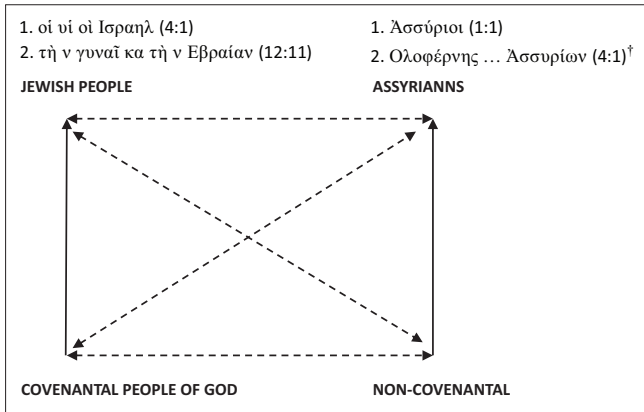 1. οἱ υἱ οὶ Ισραηλ (4:1)
2. τὴ ν γυναῖ κα τὴ ν Εβραίαν (12:11)
JEWISH PEOPLE
1. Ἀσσύριοι (1:1)
2. Ολοφέρνης … Ἀσσυρίων (4:1)†
ASSYRIANNS
COVENANTAL PEOPLE OF GOD
NON-COVENANTAL